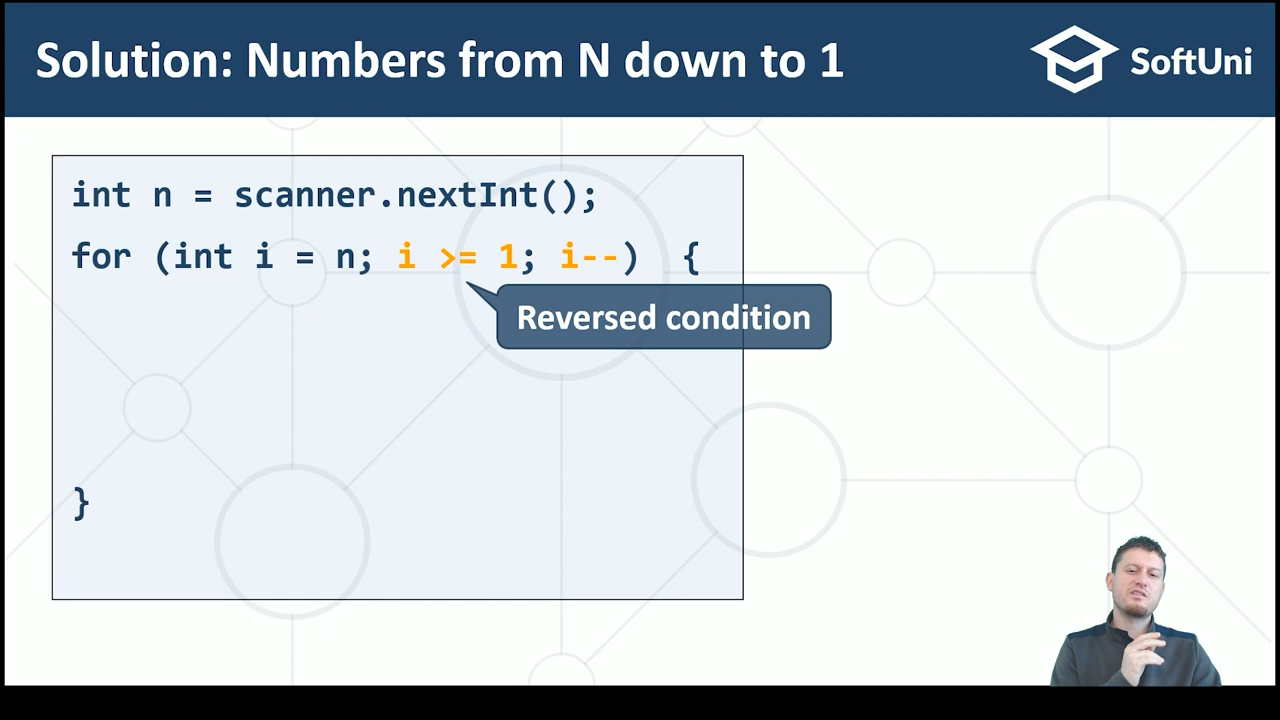 Solution: Numbers from N down to 1
SoftUni
int n = scanner.nextInt();
for (int i = n; i >= 1; i--) {
Reversed condition
}